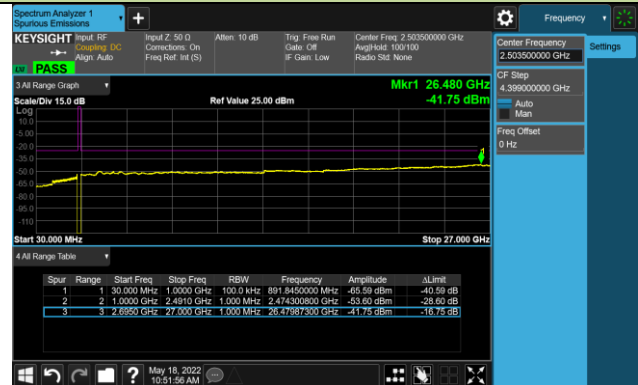 Spectrum Analyzer 1
Spurious Emissions
Frequency
KEYSIGHT Input: RF Input Z: 50 Ω Atten: 10 dB Trig: Free Run Center Freq: 2.503500000 GHz
Coupling: DC Corrections: On Gate: Off Avg|Hold: 100/100
Align: Auto Freq Ref: Int (S) IF Gain: Low Radio Std: None
PASS
Center Frequency
2.503500000 GHz
Settings
CF Step
4.399000000 GHz
Auto
Man
Freq Offset
0 Hz
3 All Range Graph
Mkr1 26.480 GHz
Scale/Div 15.0 dB Ref Value 25.00 dBm -41.75 dBm
Log
10.0
-5.00
-20.0
-35.0
-50.0
-65.0
-80.0
-95.0
-110
Start 30.000 MHz Stop 27.000 GHz
4 All Range Table
Spur Range Start Freq Stop Freq RBW Frequency Amplitude ΔLimit
1 1 30.000 MHz 1.0000 GHz 100.0 kHz 891.8450000 MHz -65.59 dBm -40.59 dB
2 2 1.0000 GHz 2.4910 GHz 1.000 MHz 2.474300800 GHz -53.60 dBm -28.60 dB
3 3 2.6950 GHz 27.000 GHz 1.000 MHz 26.47987300 GHz -41.75 dBm -16.75 dB
May 18, 2022
10:51:56 AM